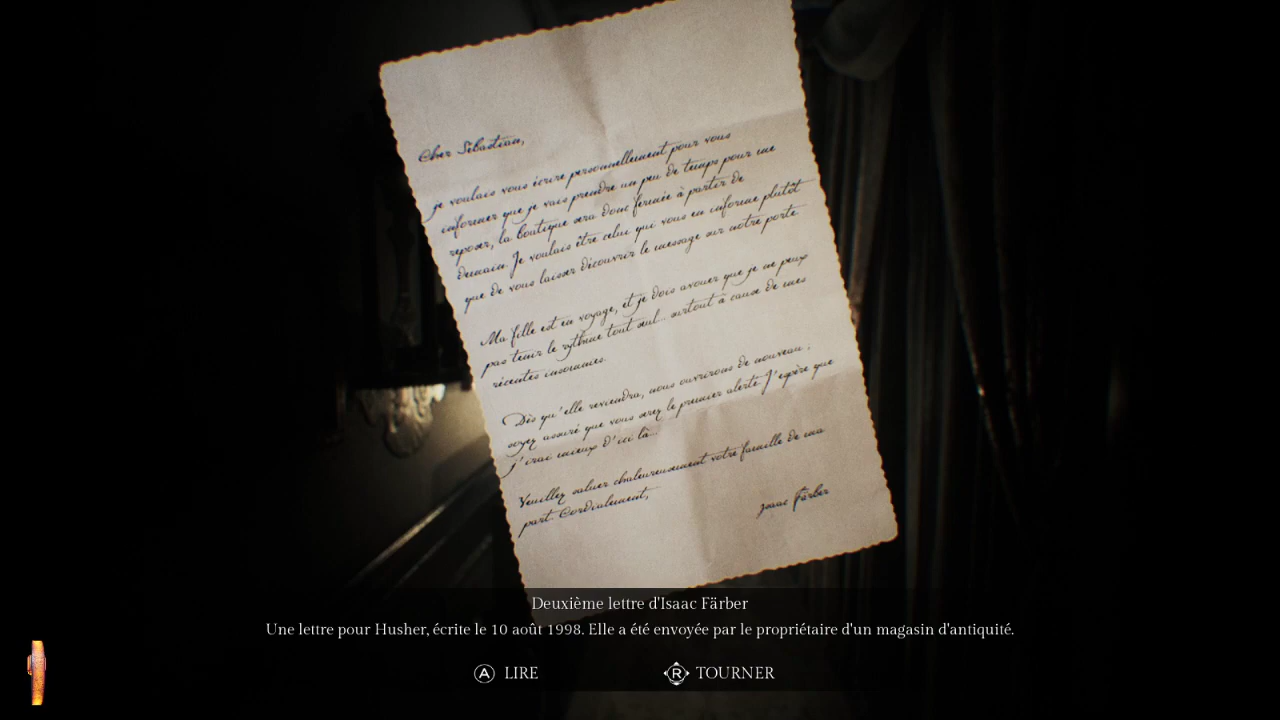 Cher Sébastian,
je voulais vous écrire personnellement pour vous
informer que je vais prendre un peu de temps pour me
reposer, la boutique sera donc fermée à partir de
demain. Je voulais être celui qui vous en informe plutôt
que de vous laisser découvrir le message sur notre porte.
Ma fille est en voyage, et je dois avouer que je ne peux
pas tenir le rythme tout seul... surtout à cause de mes
récentes insomnies.
Dès qu'elle reviendra, nous ouvrirons de nouveau ;
soyez assuré que vous serez le premier alerté. J'espère que
j'irai mieux d'ici là...
Veuillez saluer chaleureusement votre famille de ma
part. Cordialement,
Isaac Färber
Deuxième lettre d'Isaac Färber
Une lettre pour Husher, écrite le 10 août 1998. Elle a été envoyée par le propriétaire d'un magasin d'antiquité.
A LIRE
R TOURNER